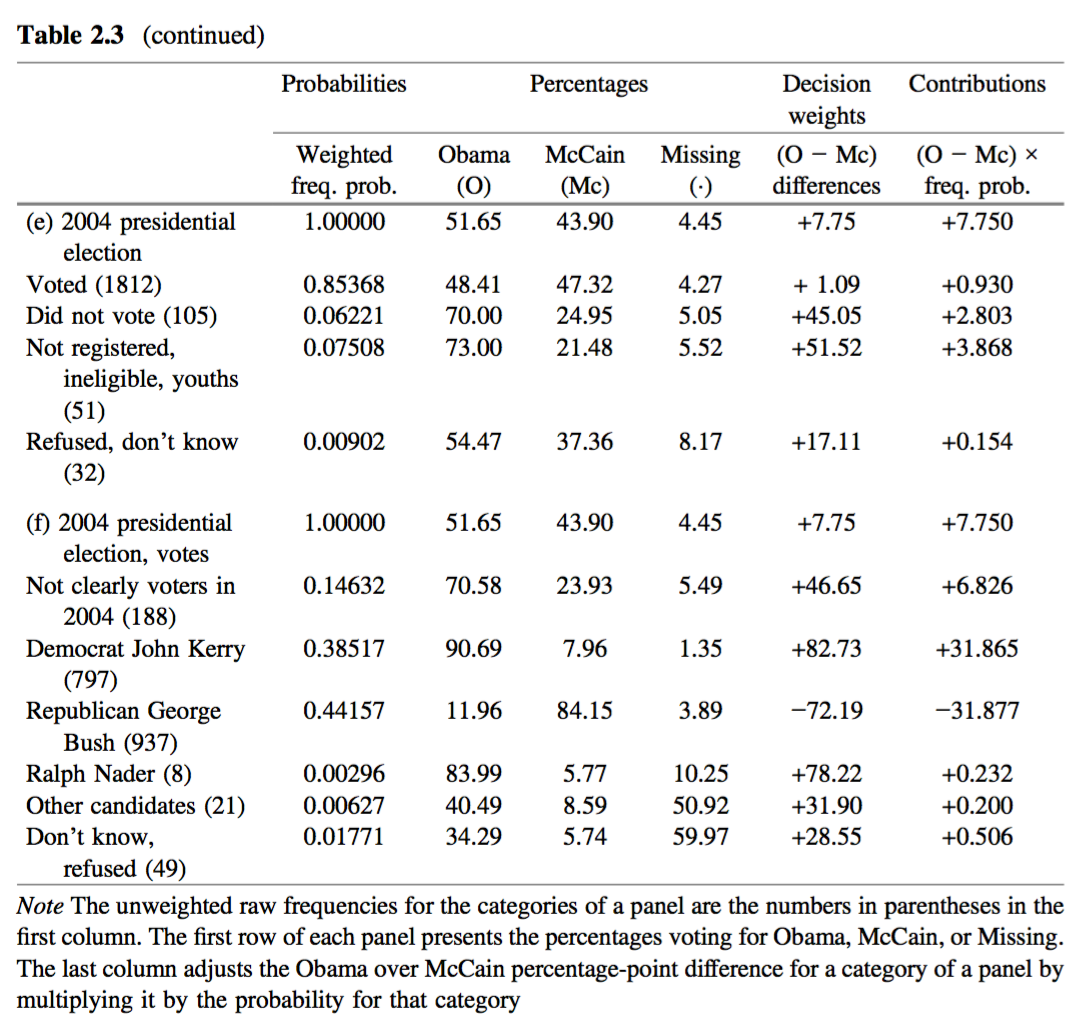 Table 2.3 (continued)
Probabilities Percentages Decision weights Contributions
Weighted freq. prob. Obama (O) McCain (Mc) Missing (·) (O − Mc) differences (O − Mc) × freq. prob.
(e) 2004 presidential 1.00000 51.65 43.90 4.45 +7.75 +7.750
election
Voted (1812) 0.85368 48.41 47.32 4.27 + 1.09 +0.930
Did not vote (105) 0.06221 70.00 24.95 5.05 +45.05 +2.803
Not registered, 0.07508 73.00 21.48 5.52 +51.52 +3.868
ineligible, youths
(51)
Refused, don’t know 0.00902 54.47 37.36 8.17 +17.11 +0.154
(32)
(f) 2004 presidential 1.00000 51.65 43.90 4.45 +7.75 +7.750
election, votes
Not clearly voters in 0.14632 70.58 23.93 5.49 +46.65 +6.826
2004 (188)
Democrat John Kerry 0.38517 90.69 7.96 1.35 +82.73 +31.865
(797)
Republican George 0.44157 11.96 84.15 3.89 −72.19 −31.877
Bush (937)
Ralph Nader (8) 0.00296 83.99 5.77 10.25 +78.22 +0.232
Other candidates (21) 0.00627 40.49 8.59 50.92 +31.90 +0.200
Don’t know, 0.01771 34.29 5.74 59.97 +28.55 +0.506
refused (49)
Note The unweighted raw frequencies for the categories of a panel are the numbers in parentheses in the
first column. The first row of each panel presents the percentages voting for Obama, McCain, or Missing.
The last column adjusts the Obama over McCain percentage-point difference for a category of a panel by
multiplying it by the probability for that category